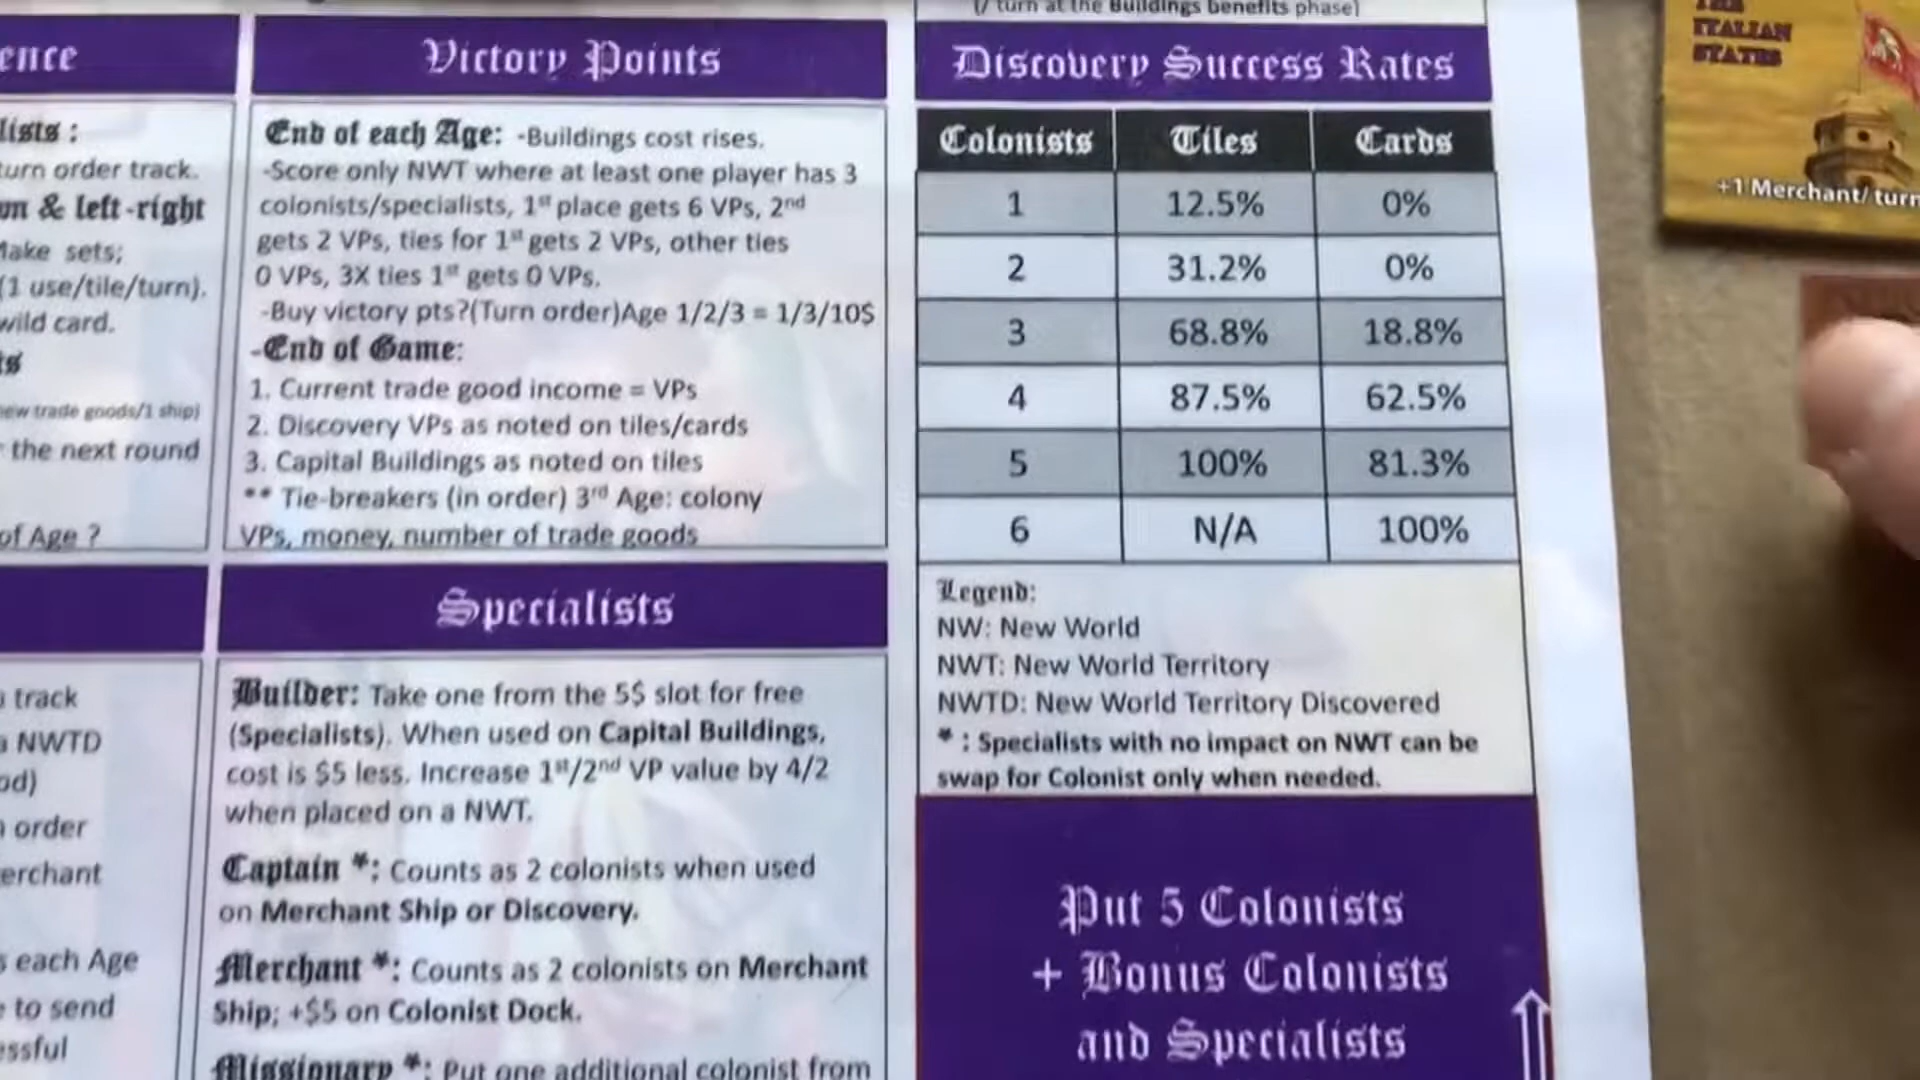 (/ turn at the Buildings benefits phase)
ence
lists :
turn order track.
on & left-right
Make sets;
(1 use/tile/turn).
wild card.
ts
new trade goods/1 ship)
the next round
of Age ?
track
a NWTD
od)
order
erchant
s each Age
to send
essful
Victory Points
End of each Age: -Buildings cost rises.
-Score only NWT where at least one player has 3
colonists/specialists, 1st place gets 6 VPs, 2nd
gets 2 VPs, ties for 1st gets 2 VPs, other ties
0 VPs, 3X ties 1st gets 0 VPs.
-Buy victory pts?(Turn order)Age 1/2/3 = 1/3/10$
-End of Game:
1. Current trade good income = VPs
2. Discovery VPs as noted on tiles/cards
3. Capital Buildings as noted on tiles
** Tie-breakers (in order) 3rd Age: colony
VPs, money, number of trade goods
Specialists
Builder: Take one from the 5$ slot for free
(Specialists). When used on Capital Buildings,
cost is $5 less. Increase 1st/2nd VP value by 4/2
when placed on a NWT.
Captain *: Counts as 2 colonists when used
on Merchant Ship or Discovery.
Merchant *: Counts as 2 colonists on Merchant
Ship; +$5 on Colonist Dock.
Missionary *: Put one additional colonist from
Discovery Success Rates
Colonists Tiles Cards
1 12.5% 0%
2 31.2% 0%
3 68.8% 18.8%
4 87.5% 62.5%
5 100% 81.3%
6 N/A 100%
Legend:
NW: New World
NWT: New World Territory
NWTD: New World Territory Discovered
* : Specialists with no impact on NWT can be
swap for Colonist only when needed.
Put 5 Colonists
+ Bonus Colonists
and Specialists
THE
ITALIAN
STATES
+1 Merchant/ turn